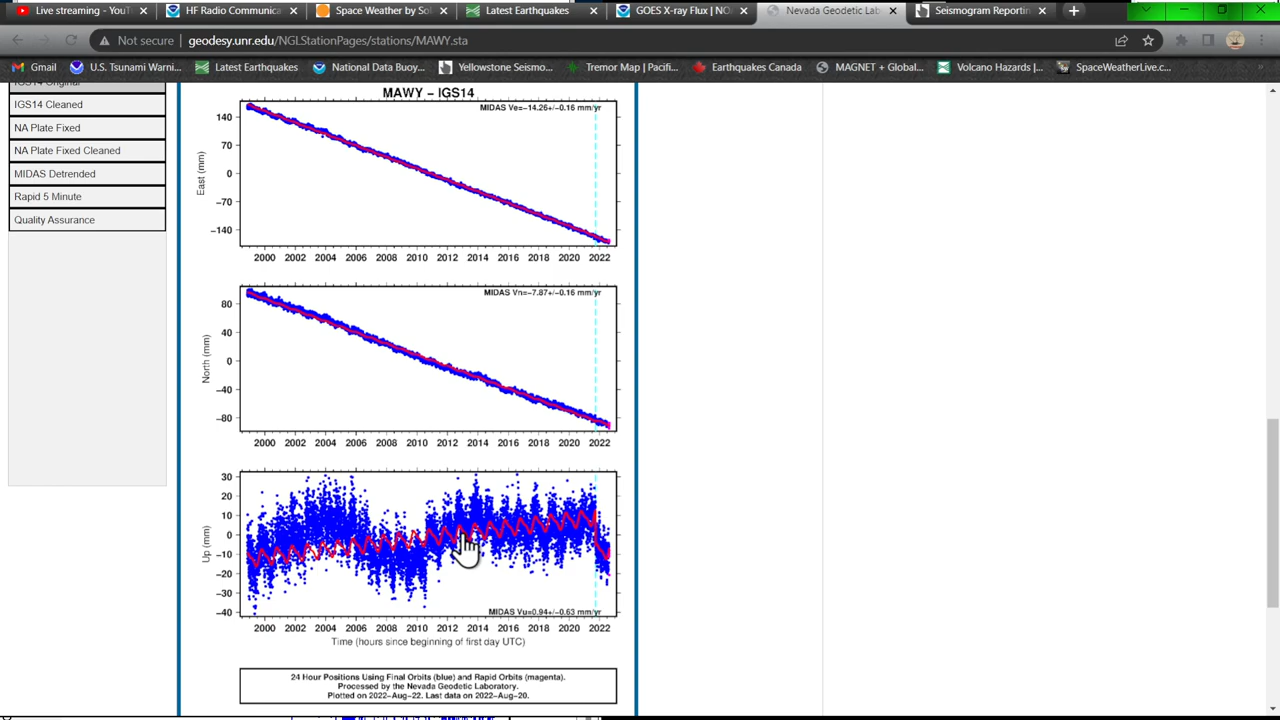 Live streaming - YouT
HF Radio Communica
Space Weather by So
Latest Earthquakes
GOES X-ray Flux | NO
Nevada Geodetic Lab
Seismogram Reportin
Not secure
geodesy.unr.edu/NGLStationPages/stations/MAWY.sta
Gmail
U.S. Tsunami Warni...
Latest Earthquakes
National Data Buoy...
Yellowstone Seismo...
Tremor Map | Pacifi...
Earthquakes Canada
MAGNET + Global...
Volcano Hazards |...
SpaceWeatherLive.c...
IGS14 Original
IGS14 Cleaned
NA Plate Fixed
NA Plate Fixed Cleaned
MIDAS Detrended
Rapid 5 Minute
Quality Assurance
MAWY – IGS14
MIDAS Ve=−14.26+/−0.16 mm/yr
East (mm)
140
70
0
−70
−140
2000 2002 2004 2006 2008 2010 2012 2014 2016 2018 2020 2022
MIDAS Vn=−7.87+/−0.16 mm/yr
North (mm)
80
40
0
−40
−80
2000 2002 2004 2006 2008 2010 2012 2014 2016 2018 2020 2022
Up (mm)
30
20
10
0
−10
−20
−30
−40
MIDAS Vu=0.94+/−0.63 mm/yr
2000 2002 2004 2006 2008 2010 2012 2014 2016 2018 2020 2022
Time (hours since beginning of first day UTC)
24 Hour Positions Using Final Orbits (blue) and Rapid Orbits (magenta).
Processed by the Nevada Geodetic Laboratory.
Plotted on 2022−Aug−22. Last data on 2022−Aug−20.